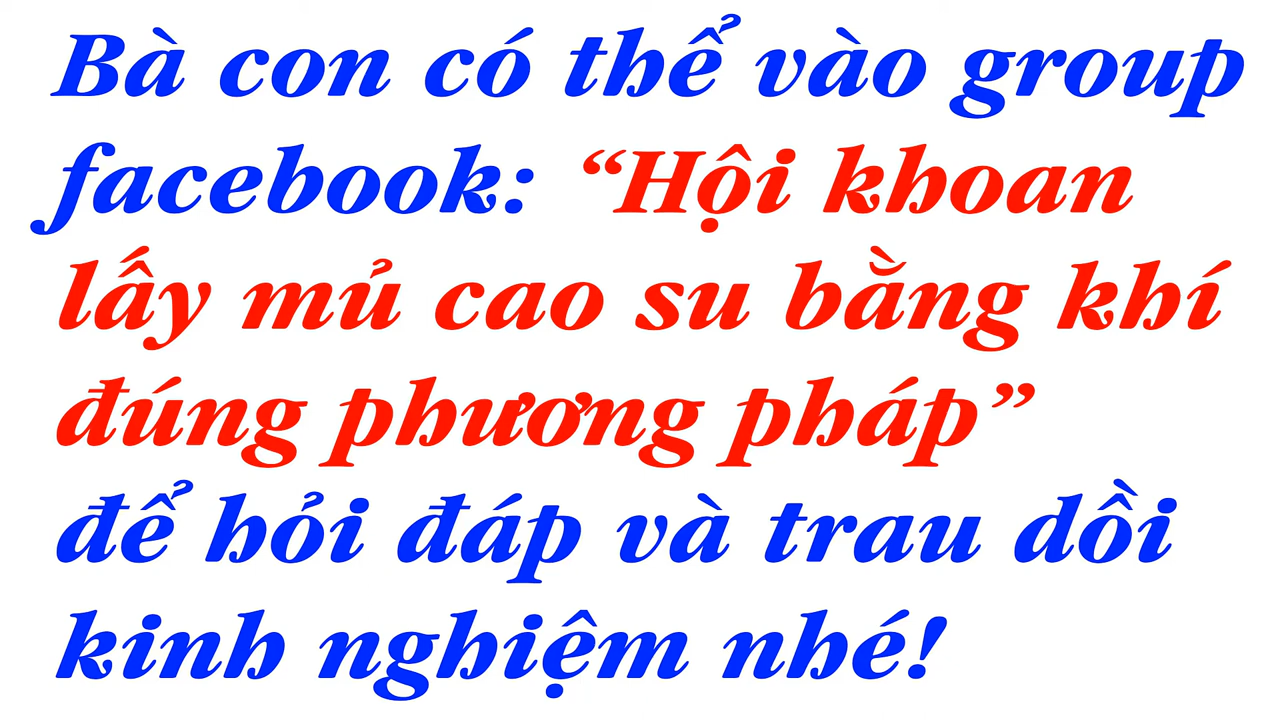 Bà con có thể vào group
facebook: “Hội khoan
lấy mủ cao su bằng khí
đúng phương pháp”
để hỏi đáp và trau dồi
kinh nghiệm nhé!